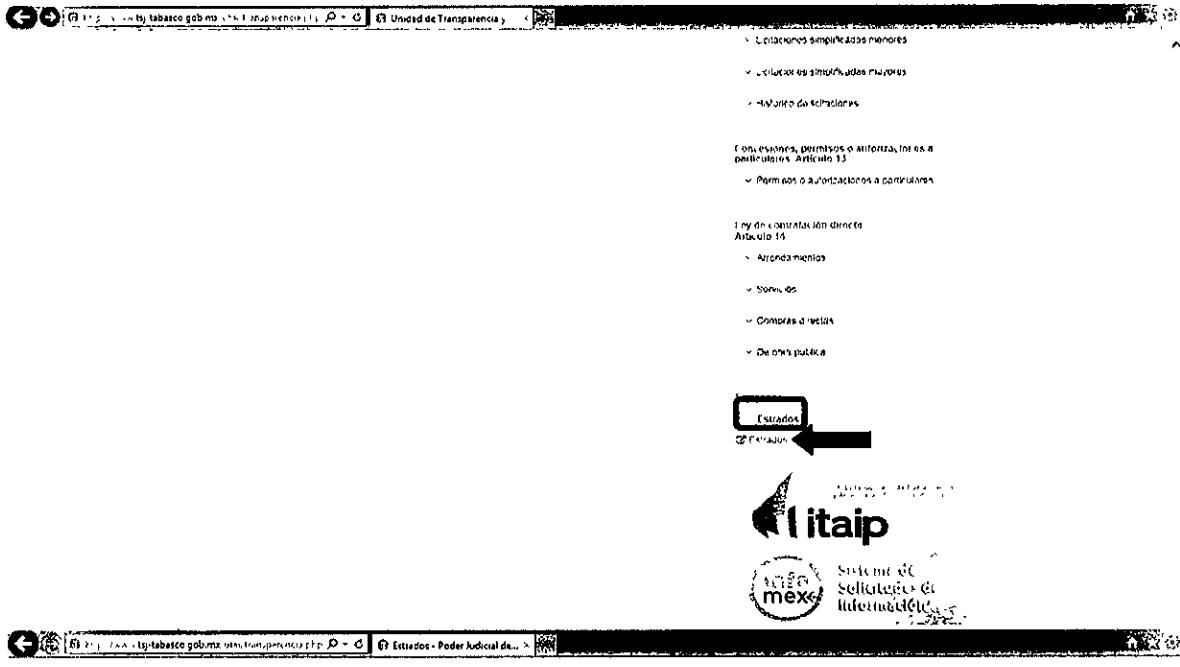 tsj-tabasco gob mx
Unidad de Transparencia y
Licitaciones simplificadas menores
Licitaciones simplificadas mayores
Histórico de licitaciones
Concesiones, permisos o autorizaciones a
particulares Artículo 13
Permisos o autorizaciones a particulares
Ley de contratación directa
Artículo 14
Arrendamientos
Servicios
Compras directas
De obra pública
Estrados
Estrados
itaip
info
mex
Sistema de
Solicitudes de
Información
tsj-tabasco gob.mx
Estrados - Poder Judicial de...